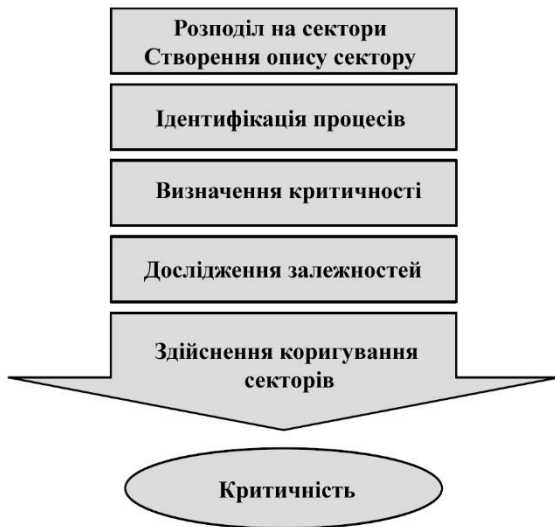 Розподіл на сектори
Створення опису сектору
Ідентифікація процесів
Визначення критичності
Дослідження залежностей
Здійснення коригування
секторів
Критичність